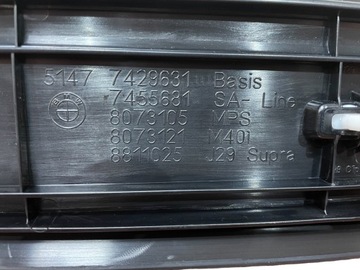 5147 7429631 Basis
7455681 SA- Line
8073105 MPS
8073121 M40i
8811025 J29 Supra